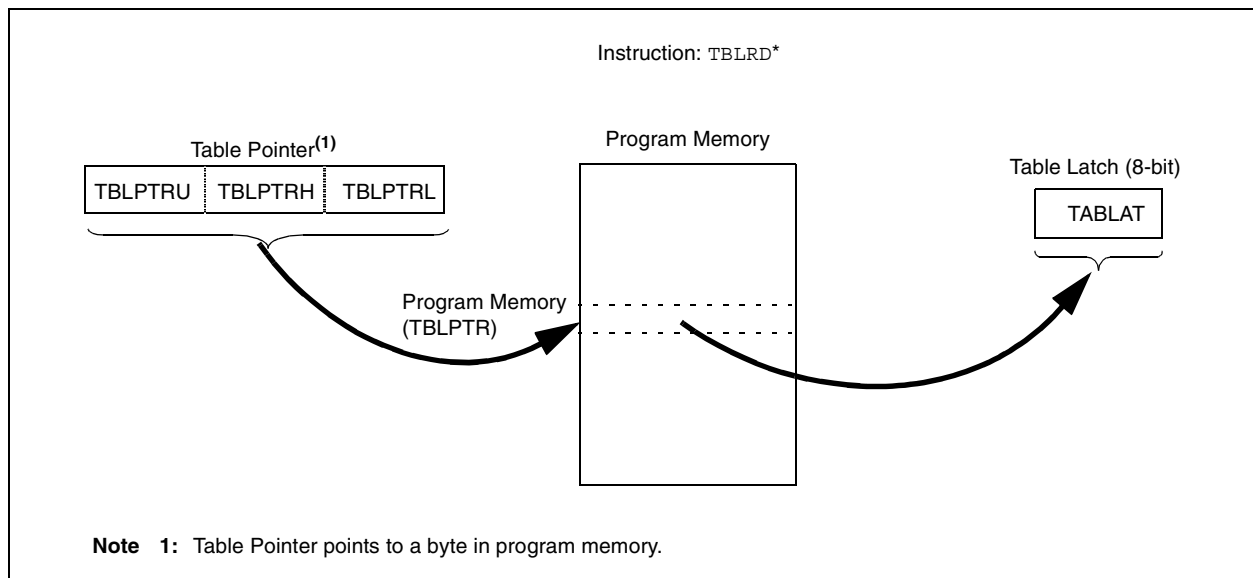 Instruction: TBLRD*
Table Pointer(1)
TBLPTRU TBLPTRH TBLPTRL
Program Memory
Table Latch (8-bit)
TABLAT
Program Memory
(TBLPTR)
Note 1: Table Pointer points to a byte in program memory.